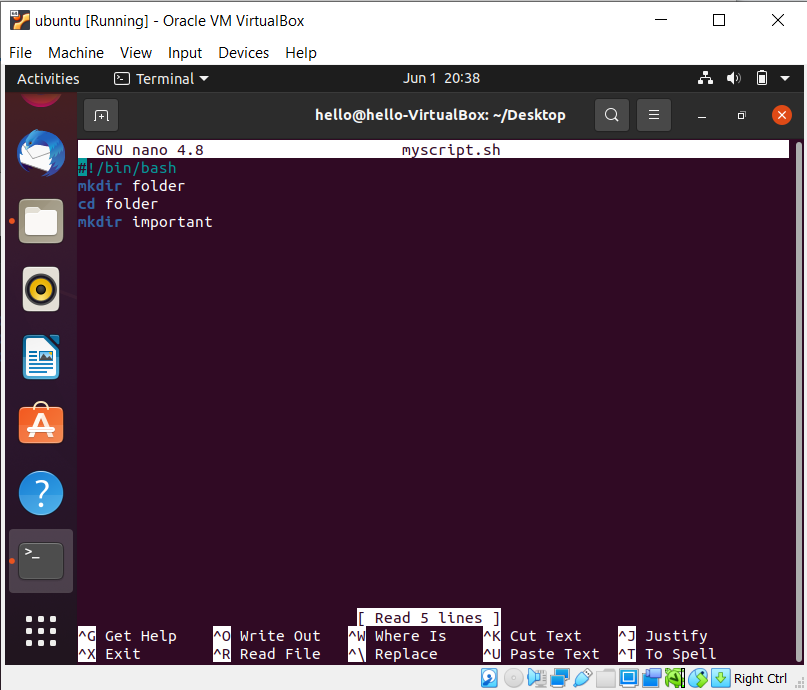 ubuntu [Running] - Oracle VM VirtualBox
File Machine View Input Devices Help
Activities Terminal Jun 1 20:38
hello@hello-VirtualBox: ~/Desktop
GNU nano 4.8 myscript.sh
#!/bin/bash
mkdir folder
cd folder
mkdir important
[ Read 5 lines ]
^G Get Help ^O Write Out ^W Where Is ^K Cut Text ^J Justify
^X Exit ^R Read File ^\ Replace ^U Paste Text ^T To Spell
Right Ctrl